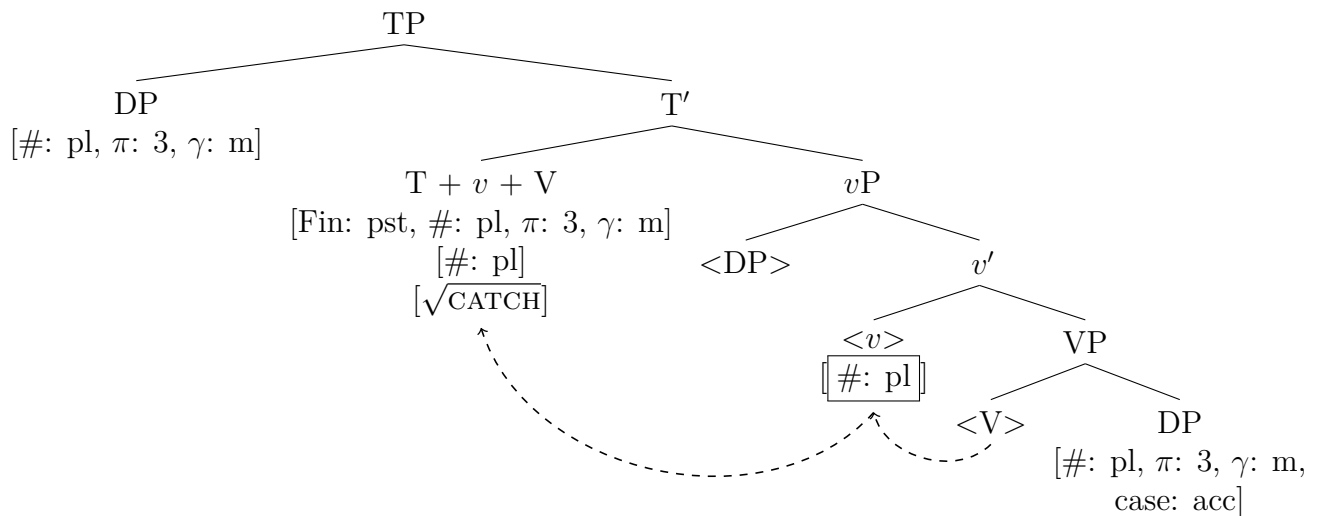 TP
DP
T′
[#: pl, π: 3, γ: m]
T + v + V
vP
[Fin: pst, #: pl, π: 3, γ: m]
[#: pl]
<DP>
v′
[√CATCH]
<v>
VP
[#: pl]
<V>
DP
[#: pl, π: 3, γ: m,
case: acc]